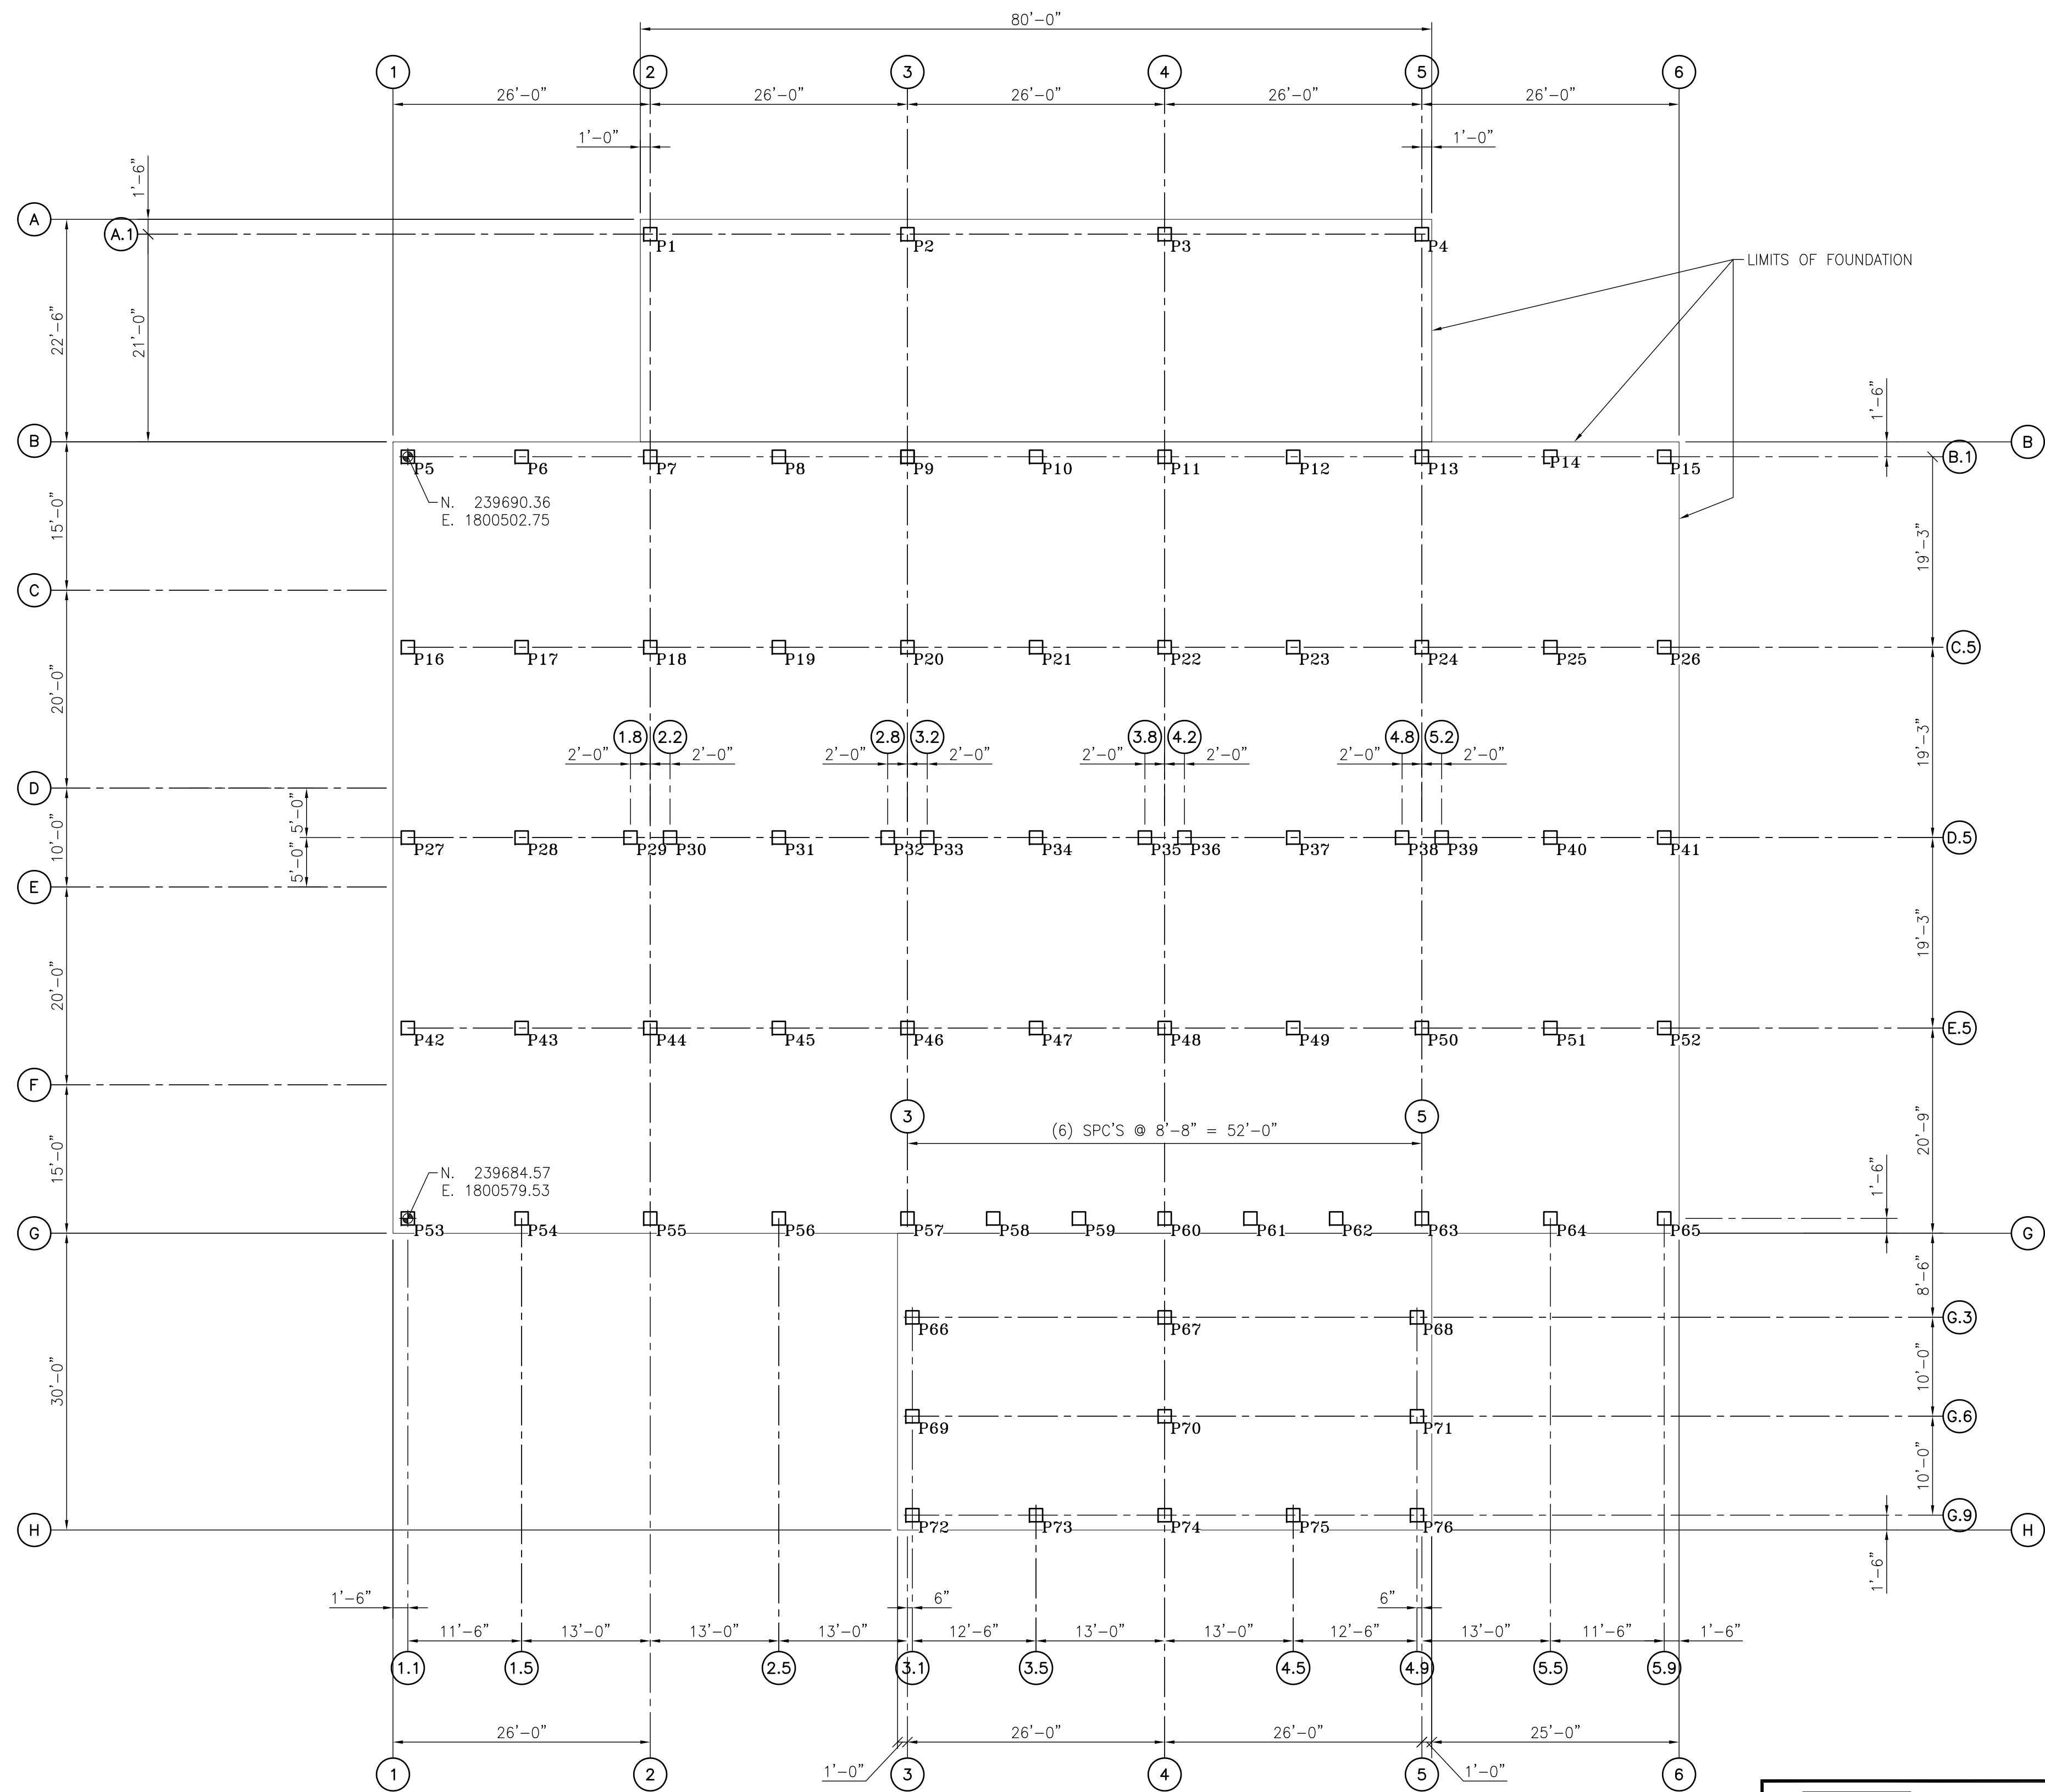 80'-0"
1 2 3 4 5 6
26'-0" 26'-0" 26'-0" 26'-0" 26'-0"
1'-0" 1'-0"
1'-6"
A
A.1
P1 P2 P3 P4
LIMITS OF FOUNDATION
22'-6"
21'-0"
1'-6"
B B
B.1
P5 P6 P7 P8 P9 P10 P11 P12 P13 P14 P15
N. 239690.36
E. 1800502.75
15'-0"
19'-3"
C
C.5
P16 P17 P18 P19 P20 P21 P22 P23 P24 P25 P26
20'-0"
1.8 2.2 2.8 3.2 3.8 4.2 4.8 5.2
2'-0" 2'-0" 2'-0" 2'-0" 2'-0" 2'-0" 2'-0" 2'-0"
19'-3"
D
10'-0"
5'-0"
5'-0"
D.5
P27 P28 P29 P30 P31 P32 P33 P34 P35 P36 P37 P38 P39 P40 P41
E
20'-0"
19'-3"
E.5
P42 P43 P44 P45 P46 P47 P48 P49 P50 P51 P52
F
3 5
(6) SPC'S @ 8'-8" = 52'-0"
15'-0"
20'-9"
N. 239684.57
E. 1800579.53
1'-6"
P53 P54 P55 P56 P57 P58 P59 P60 P61 P62 P63 P64 P65
G G
8'-6"
G.3
P66 P67 P68
30'-0"
10'-0"
G.6
P69 P70 P71
10'-0"
G.9
P72 P73 P74 P75 P76
H H
1'-6"
1'-6" 6" 6"
11'-6" 13'-0" 13'-0" 13'-0" 12'-6" 13'-0" 13'-0" 12'-6" 13'-0" 11'-6" 1'-6"
1.1 1.5 2.5 3.1 3.5 4.5 4.9 5.5 5.9
26'-0" 26'-0" 26'-0" 25'-0"
1'-0" 1'-0"
1 2 3 4 5 6